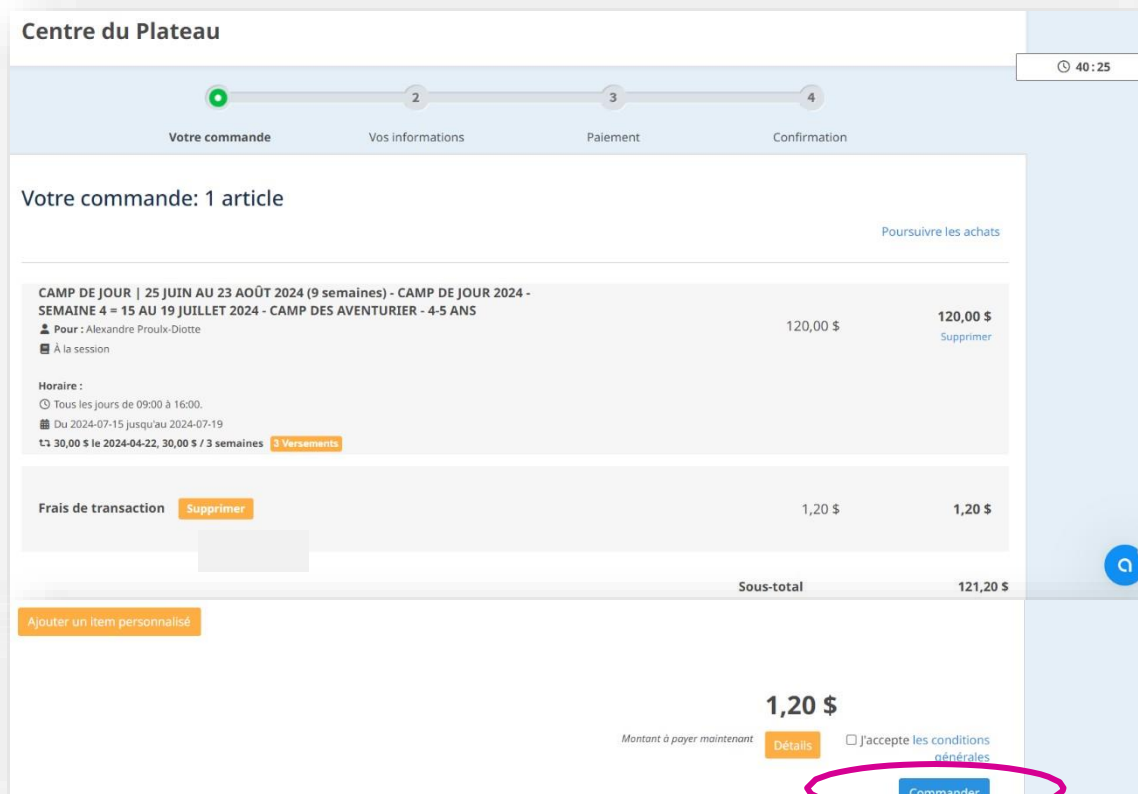 Centre du Plateau
40:25
2
3
4
Votre commande
Vos informations
Paiement
Confirmation
Votre commande: 1 article
Poursuivre les achats
CAMP DE JOUR | 25 JUIN AU 23 AOÛT 2024 (9 semaines) - CAMP DE JOUR 2024 -
SEMAINE 4 = 15 AU 19 JUILLET 2024 - CAMP DES AVENTURIER - 4-5 ANS
Pour : Alexandre Proulx-Diotte
À la session
120,00 $
120,00 $
Supprimer
Horaire :
Tous les jours de 09:00 à 16:00.
Du 2024-07-15 jusqu'au 2024-07-19
30,00 $ le 2024-04-22, 30,00 $ / 3 semaines 3 Versements
Frais de transaction Supprimer 1,20 $ 1,20 $
Sous-total 121,20 $
Ajouter un item personnalisé
1,20 $
Montant à payer maintenant Détails
J'accepte les conditions
générales
Commander